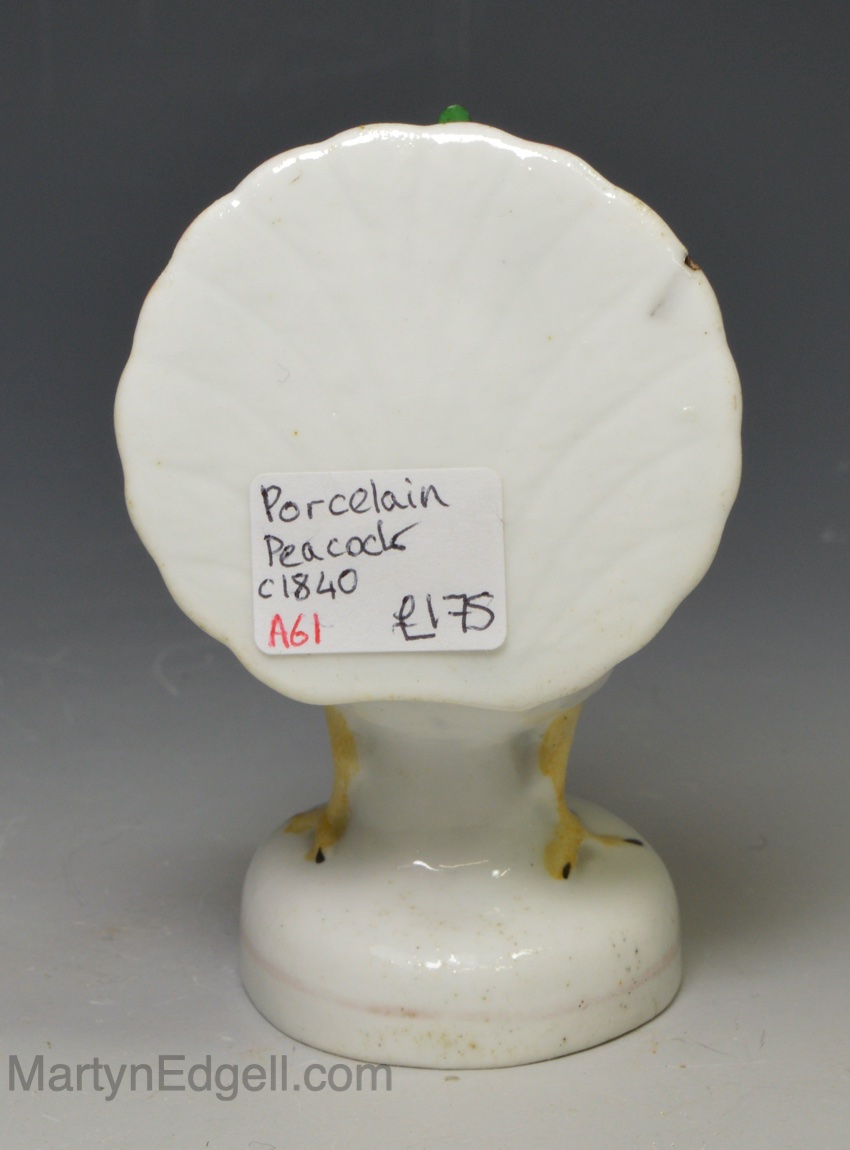 Porcelain
Peacock
c1840
A61 £175
MartynEdgell.com